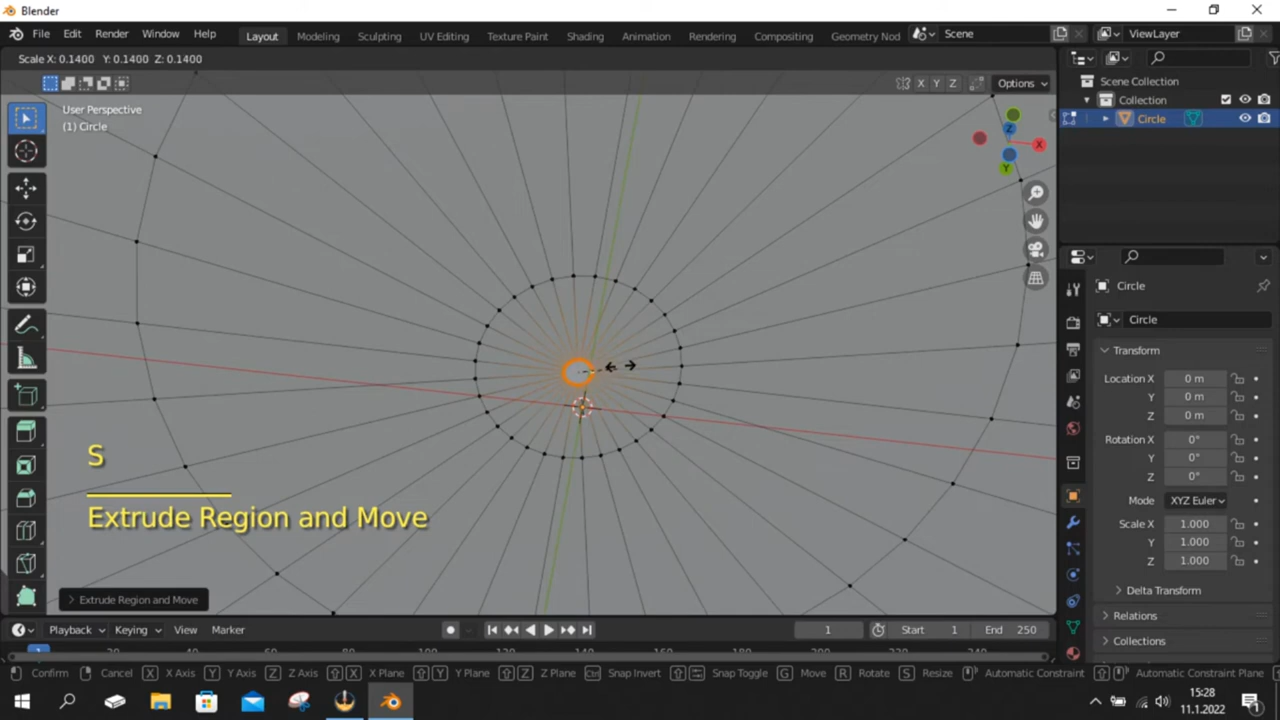 Blender
File Edit Render Window Help Layout Modeling Sculpting UV Editing Texture Paint Shading Animation Rendering Compositing Geometry Nod Scene ViewLayer
Scale X: 0.1400 Y: 0.1400 Z: 0.1400
X Y Z Options
User Perspective
(1) Circle
Scene Collection
Collection
Circle
Z
X
Y
Circle
Circle
Transform
Location X 0 m
Y 0 m
Z 0 m
Rotation X 0°
Y 0°
Z 0°
Mode XYZ Euler
Scale X 1.000
Y 1.000
Z 1.000
Delta Transform
Relations
Collections
S
Extrude Region and Move
Extrude Region and Move
Playback Keying View Marker 1 Start 1 End 250
Confirm Cancel X X Axis Y Y Axis Z Z Axis X X Plane Y Y Plane Z Z Plane Ctrl Snap Invert Snap Toggle G Move R Rotate S Resize Automatic Constraint Automatic Constraint Plane
15:28
11.1.2022
1